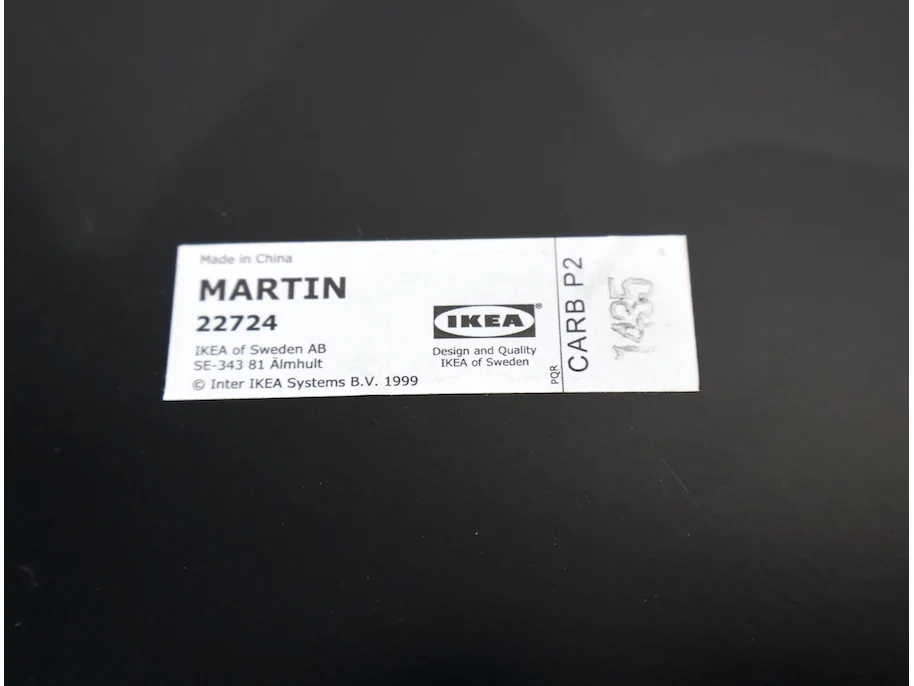 Made in China
MARTIN
22724
IKEA of Sweden AB
SE-343 81 Älmhult
© Inter IKEA Systems B.V. 1999
IKEA®
Design and Quality
IKEA of Sweden
PQR
CARB P2
1435